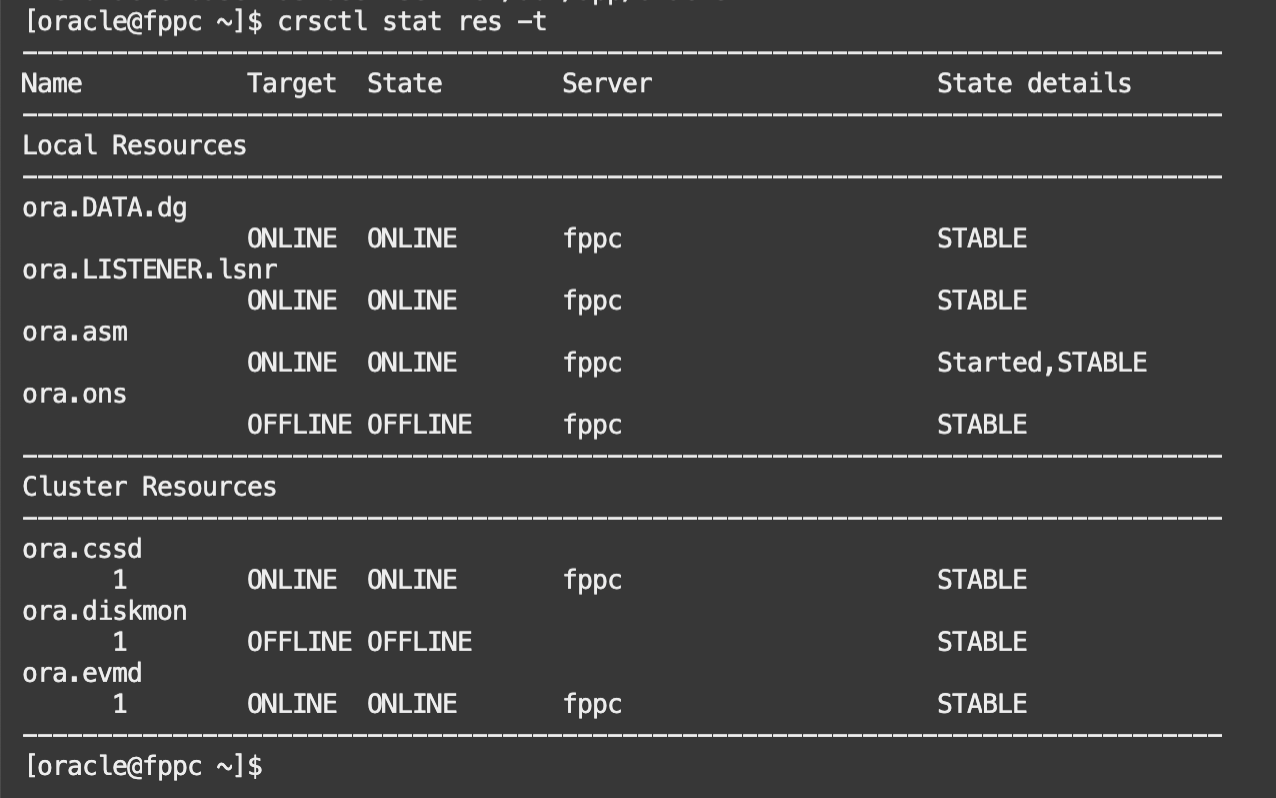 [oracle@fppc ~]$ crsctl stat res -t
--------------------------------------------------------------------------------
Name           Target  State        Server                   State details
--------------------------------------------------------------------------------
Local Resources
--------------------------------------------------------------------------------
ora.DATA.dg
               ONLINE  ONLINE       fppc                     STABLE
ora.LISTENER.lsnr
               ONLINE  ONLINE       fppc                     STABLE
ora.asm
               ONLINE  ONLINE       fppc                     Started,STABLE
ora.ons
               OFFLINE OFFLINE      fppc                     STABLE
--------------------------------------------------------------------------------
Cluster Resources
--------------------------------------------------------------------------------
ora.cssd
      1        ONLINE  ONLINE       fppc                     STABLE
ora.diskmon
      1        OFFLINE OFFLINE                               STABLE
ora.evmd
      1        ONLINE  ONLINE       fppc                     STABLE
--------------------------------------------------------------------------------
[oracle@fppc ~]$